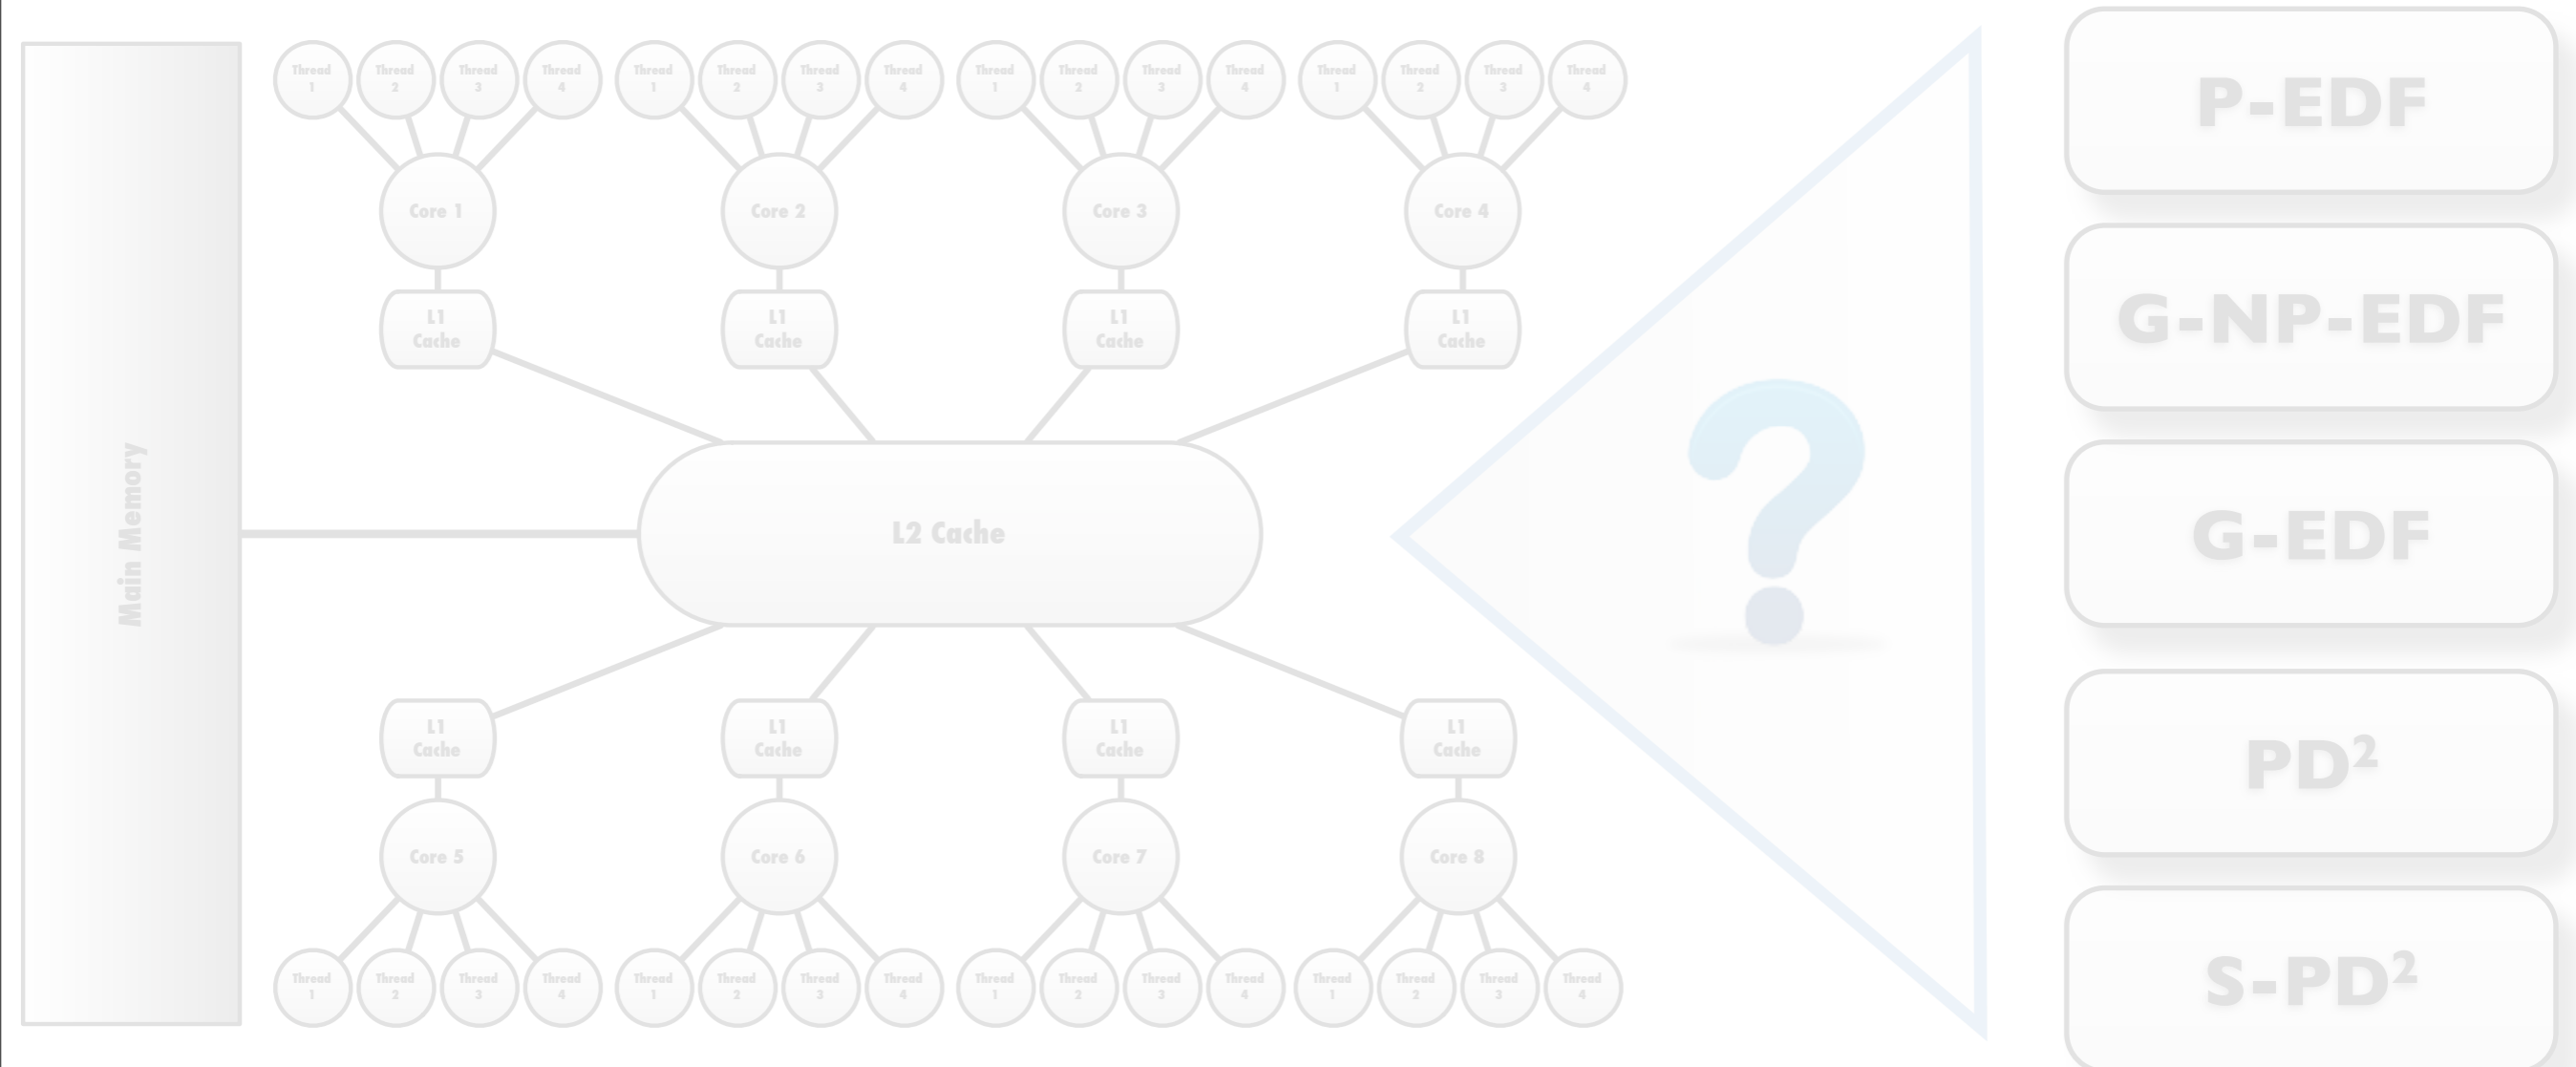 Main Memory
Thread
1
Thread
2
Thread
3
Thread
4
Thread
1
Thread
2
Thread
3
Thread
4
Thread
1
Thread
2
Thread
3
Thread
4
Thread
1
Thread
2
Thread
3
Thread
4
Core 1
Core 2
Core 3
Core 4
L1
Cache
L1
Cache
L1
Cache
L1
Cache
L2 Cache
?
L1
Cache
L1
Cache
L1
Cache
L1
Cache
Core 5
Core 6
Core 7
Core 8
Thread
1
Thread
2
Thread
3
Thread
4
Thread
1
Thread
2
Thread
3
Thread
4
Thread
1
Thread
2
Thread
3
Thread
4
Thread
1
Thread
2
Thread
3
Thread
4
P-EDF
G-NP-EDF
G-EDF
PD²
S-PD²